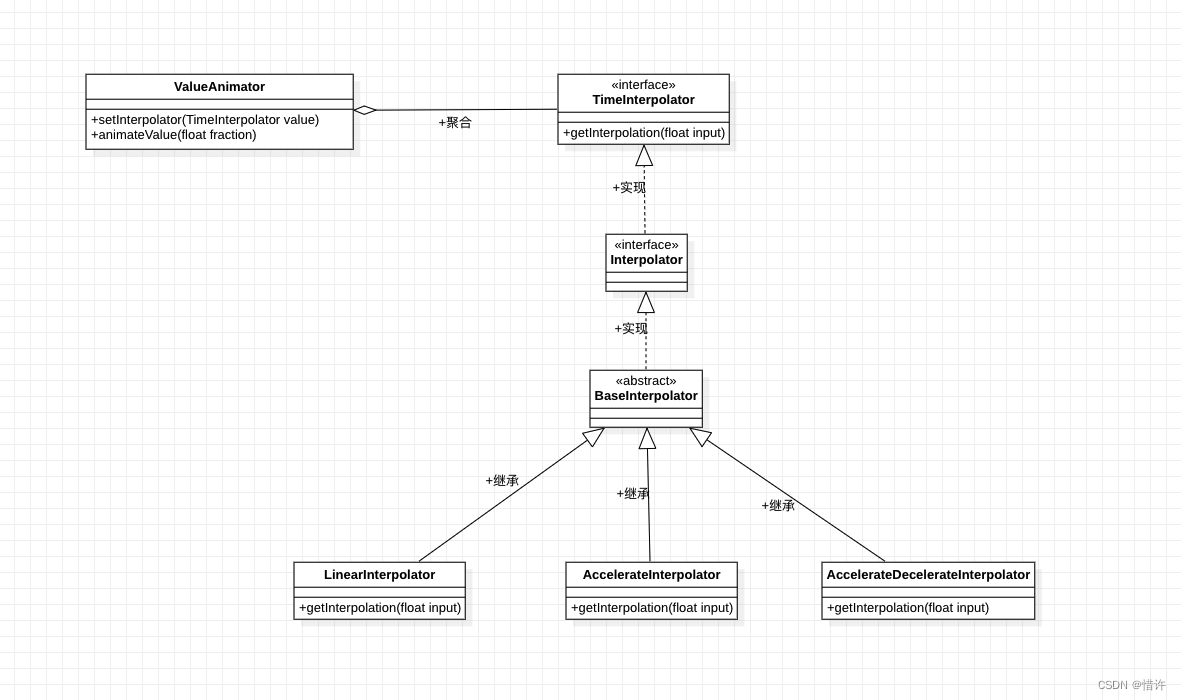 ValueAnimator
+setInterpolator(TimeInterpolator value)
+animateValue(float fraction)
+聚合
«interface»
TimeInterpolator
+getInterpolation(float input)
+实现
«interface»
Interpolator
+实现
«abstract»
BaseInterpolator
+继承
+继承
+继承
LinearInterpolator
+getInterpolation(float input)
AccelerateInterpolator
+getInterpolation(float input)
AccelerateDecelerateInterpolator
+getInterpolation(float input)
CSDN @惜许